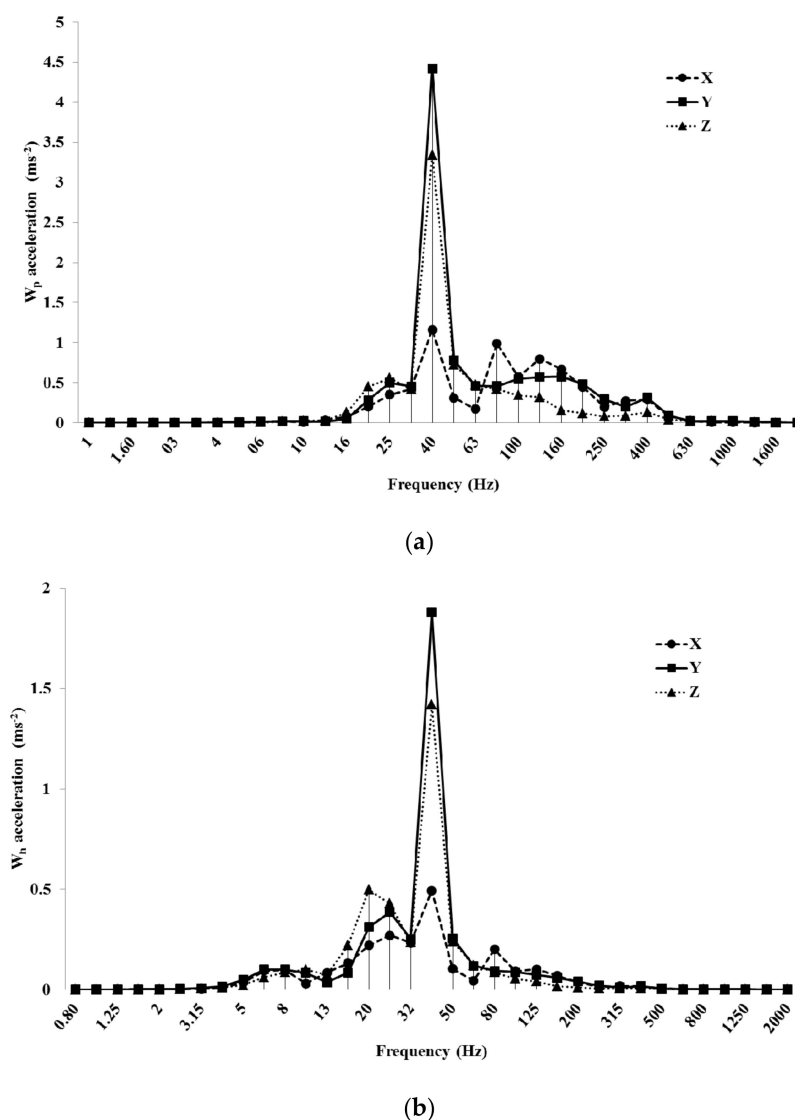 5
4.5
4
3.5
3
2.5
2
1.5
1
0.5
0
Wp acceleration (ms-2)
X
Y
Z
1 1.60 03 4 06 10 16 25 40 63 100 160 250 400 630 1000 1600
Frequency (Hz)
(a)
2
1.5
1
0.5
0
Wh acceleration (ms-2)
X
Y
Z
0.80 1.25 2 3.15 5 8 13 20 32 50 80 125 200 315 500 800 1250 2000
Frequency (Hz)
(b)